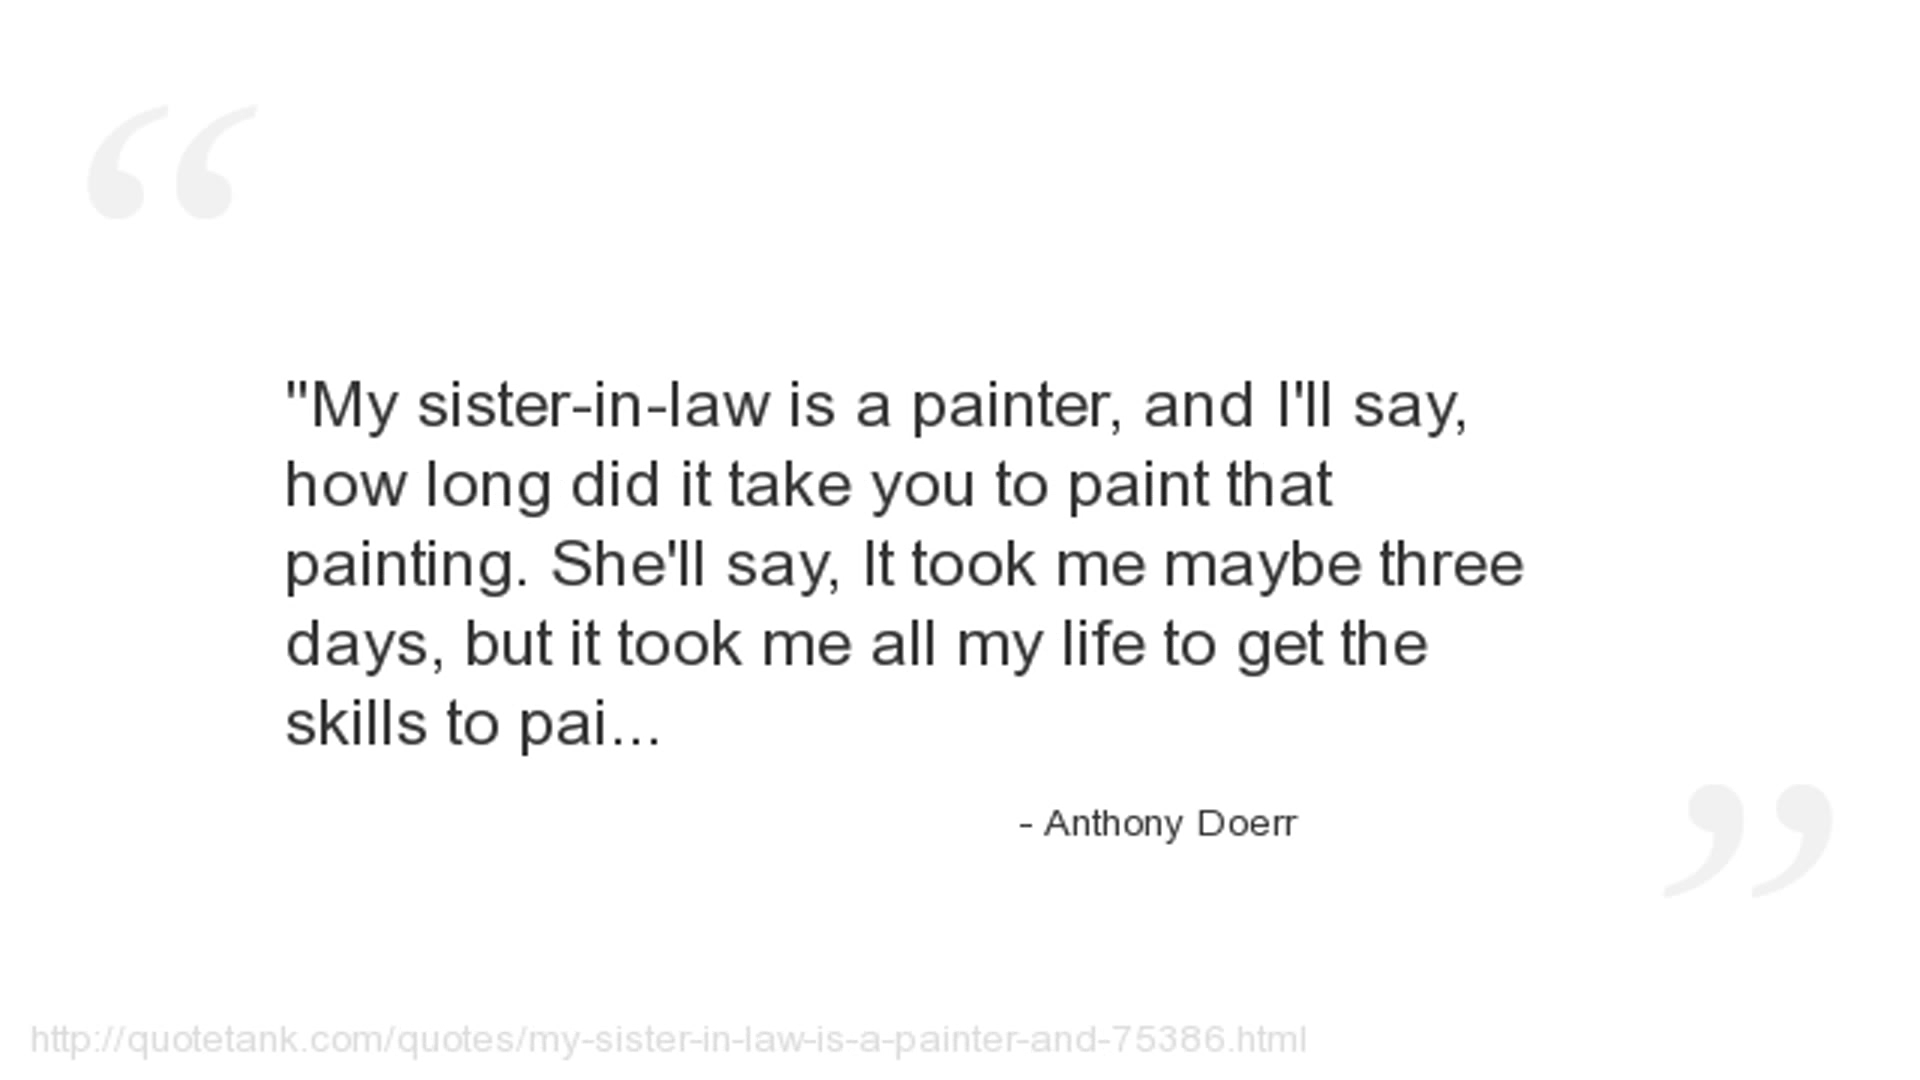 "My sister-in-law is a painter, and I'll say,
how long did it take you to paint that
painting. She'll say, It took me maybe three
days, but it took me all my life to get the
skills to pai...
- Anthony Doerr
http://quotetank.com/quotes/my-sister-in-law-is-a-painter-and-75386.html